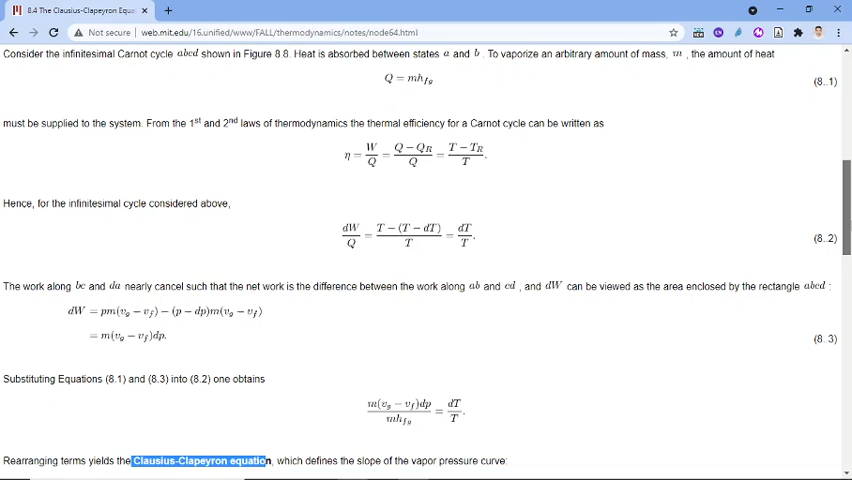 8.4 The Clausius-Clapeyron Equa
Not secure | web.mit.edu/16.unified/www/FALL/thermodynamics/notes/node64.html
Consider the infinitesimal Carnot cycle abcd shown in Figure 8.8. Heat is absorbed between states a and b . To vaporize an arbitrary amount of mass, m , the amount of heat
Q = mh_{fg}
(8..1)
must be supplied to the system. From the 1st and 2nd laws of thermodynamics the thermal efficiency for a Carnot cycle can be written as
η = W/Q = (Q − Q_R)/Q = (T − T_R)/T.
Hence, for the infinitesimal cycle considered above,
dW/Q = (T − (T − dT))/T = dT/T.
(8..2)
The work along bc and da nearly cancel such that the net work is the difference between the work along ab and cd , and dW can be viewed as the area enclosed by the rectangle abcd :
dW = pm(v_g − v_f) − (p − dp)m(v_g − v_f)
= m(v_g − v_f)dp.
(8..3)
Substituting Equations (8.1) and (8.3) into (8.2) one obtains
m(v_g − v_f)dp/mh_{fg} = dT/T.
Rearranging terms yields the Clausius-Clapeyron equation, which defines the slope of the vapor pressure curve: